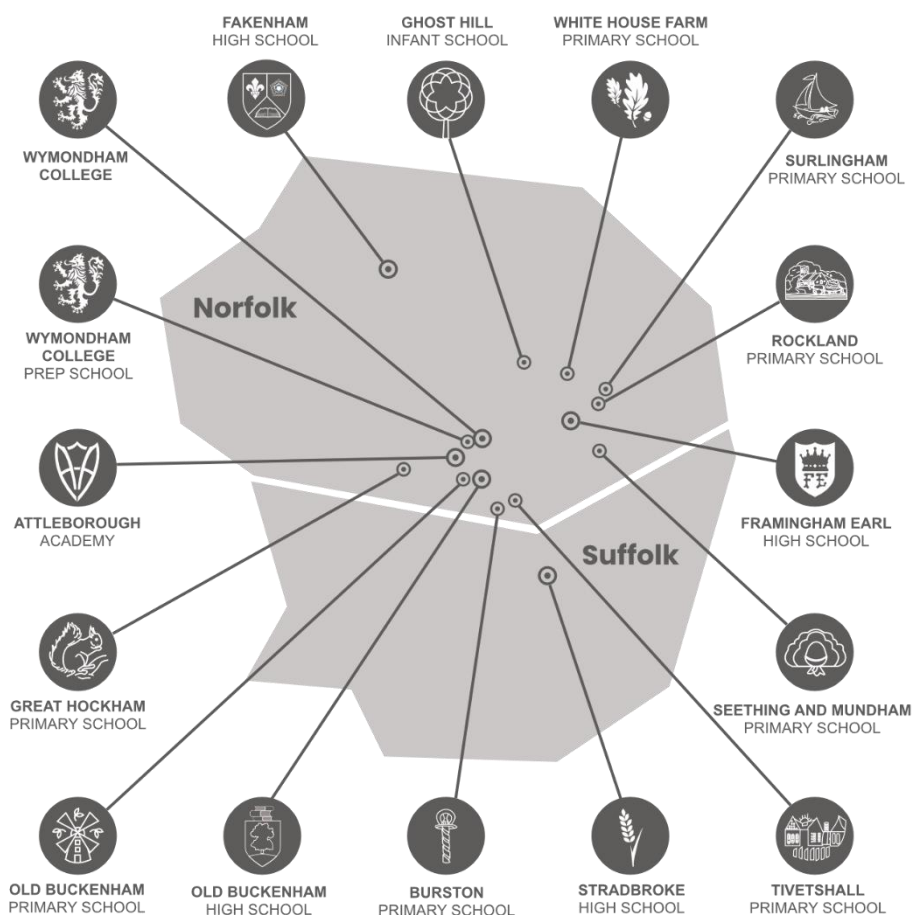 FAKENHAM
HIGH SCHOOL
GHOST HILL
INFANT SCHOOL
WHITE HOUSE FARM
PRIMARY SCHOOL
WYMONDHAM
COLLEGE
SURLINGHAM
PRIMARY SCHOOL
Norfolk
WYMONDHAM
COLLEGE
PREP SCHOOL
ROCKLAND
PRIMARY SCHOOL
ATTLEBOROUGH
ACADEMY
FE
FRAMINGHAM EARL
HIGH SCHOOL
Suffolk
GREAT HOCKHAM
PRIMARY SCHOOL
SEETHING AND MUNDHAM
PRIMARY SCHOOL
OLD BUCKENHAM
PRIMARY SCHOOL
OLD BUCKENHAM
HIGH SCHOOL
BURSTON
PRIMARY SCHOOL
STRADBROKE
HIGH SCHOOL
TIVETSHALL
PRIMARY SCHOOL